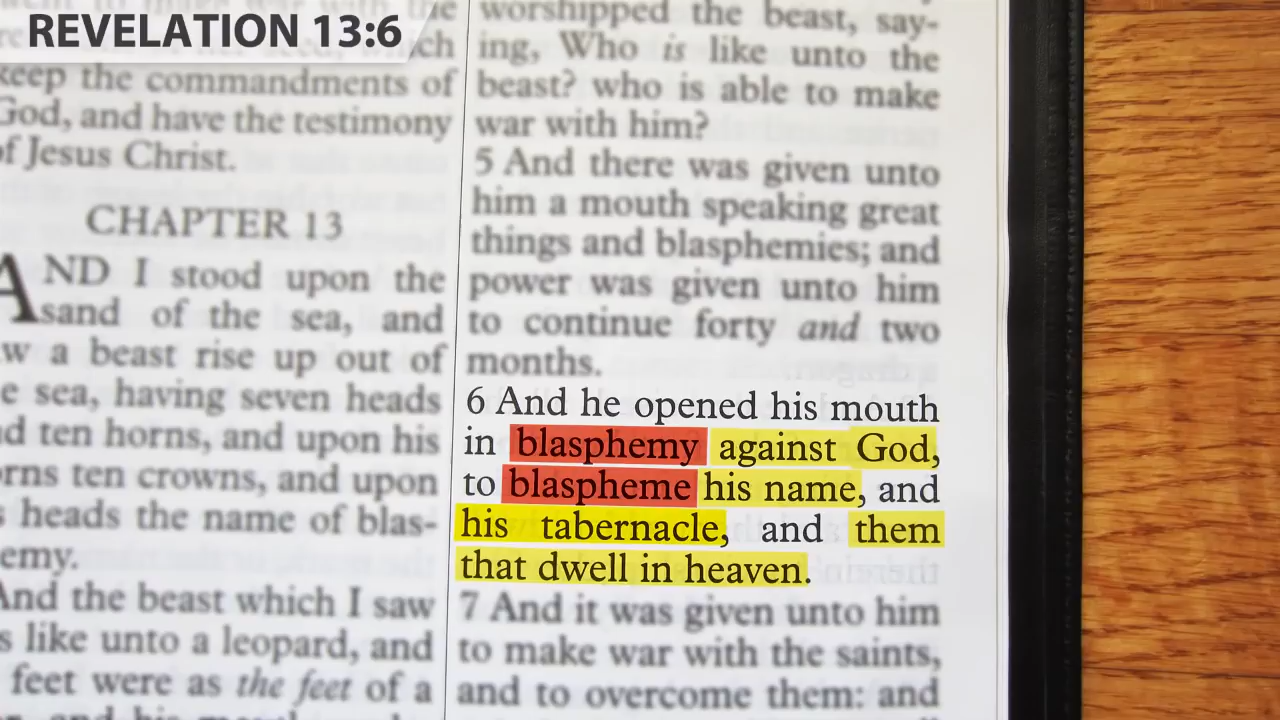 REVELATION 13:6
keep the commandments of
God, and have the testimony
of Jesus Christ.
CHAPTER 13
AND I stood upon the
sand of the sea, and
w a beast rise up out of
e sea, having seven heads
d ten horns, and upon his
rns ten crowns, and upon
s heads the name of blas-
emy.
And the beast which I saw
s like unto a leopard, and
feet were as the feet of a
worshipped the beast, say-
ing, Who is like unto the
beast? who is able to make
war with him?
5 And there was given unto
him a mouth speaking great
things and blasphemies; and
power was given unto him
to continue forty and two
months.
6 And he opened his mouth
in blasphemy against God,
to blaspheme his name, and
his tabernacle, and them
that dwell in heaven.
7 And it was given unto him
to make war with the saints,
and to overcome them: and